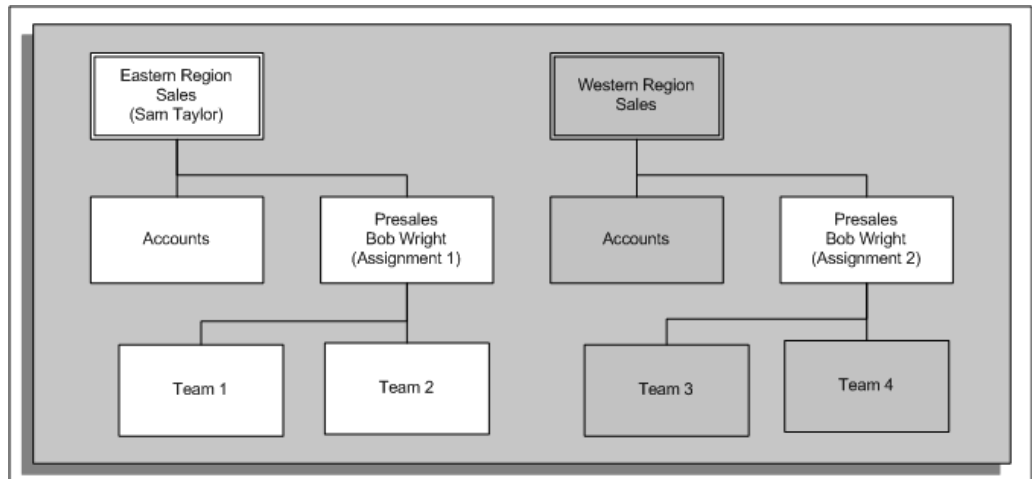 Eastern Region
Sales
(Sam Taylor)
Western Region
Sales
Accounts
Presales
Bob Wright
(Assignment 1)
Accounts
Presales
Bob Wright
(Assignment 2)
Team 1
Team 2
Team 3
Team 4